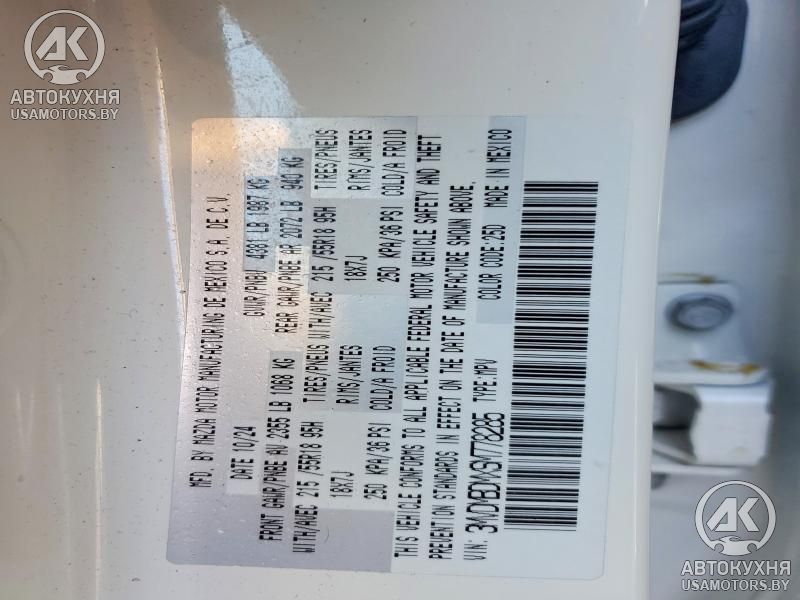 AK
АВТОКУХНЯ
USAMOTORS.BY
MFD. BY MAZDA MOTOR MANUFACTURING DE MEXICO S.A. DE C.V.
DATE 10/24 GVWR/PNBV 4381 LB 1987 KG
FRONT GAWR/PNBE AV 2355 LB 1068 KG REAR GAWR/PNBE AR 2072 LB 940 KG
WITH/AVEC 215 /55R18 95H TIRES/PNEUS WITH/AVEC 215 /55R18 95H TIRES/PNEUS
18X7J RIMS/JANTES 18X7J RIMS/JANTES
250 KPA/36 PSI COLD/A FROID 250 KPA/36 PSI COLD/A FROID
THIS VEHICLE CONFORMS TO ALL APPLICABLE FEDERAL MOTOR VEHICLE SAFETY AND THEFT
PREVENTION STANDARDS IN EFFECT ON THE DATE OF MANUFACTURE SHOWN ABOVE.
VIN: TYPE:MPV COLOR CODE:25D MADE IN MEXICO
AK
АВТОКУХНЯ
USAMOTORS.BY